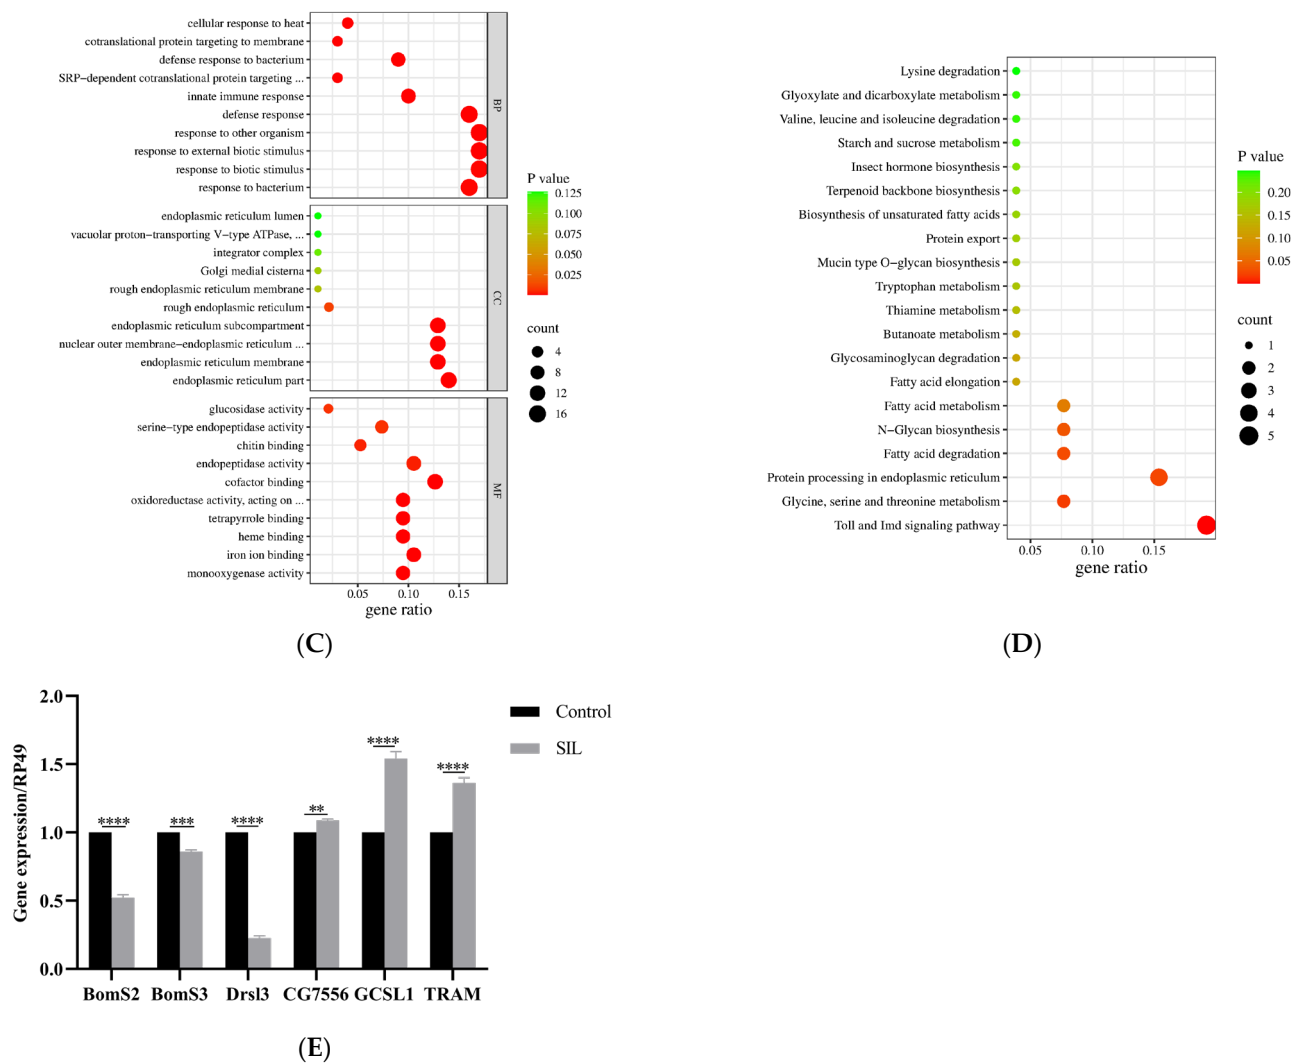 cellular response to heat
cotranslational protein targeting to membrane
defense response to bacterium
SRP−dependent cotranslational protein targeting ...
innate immune response
defense response
response to other organism
response to external biotic stimulus
response to biotic stimulus
response to bacterium
BP
endoplasmic reticulum lumen
vacuolar proton−transporting V−type ATPase, ...
integrator complex
Golgi medial cisterna
rough endoplasmic reticulum membrane
rough endoplasmic reticulum
endoplasmic reticulum subcompartment
nuclear outer membrane−endoplasmic reticulum ...
endoplasmic reticulum membrane
endoplasmic reticulum part
CC
glucosidase activity
serine−type endopeptidase activity
chitin binding
endopeptidase activity
cofactor binding
oxidoreductase activity, acting on ...
tetrapyrrole binding
heme binding
iron ion binding
monooxygenase activity
MF
0.05 0.10 0.15
gene ratio
P value
0.125
0.100
0.075
0.050
0.025
count
4
8
12
16
(C)
Lysine degradation
Glyoxylate and dicarboxylate metabolism
Valine, leucine and isoleucine degradation
Starch and sucrose metabolism
Insect hormone biosynthesis
Terpenoid backbone biosynthesis
Biosynthesis of unsaturated fatty acids
Protein export
Mucin type O−glycan biosynthesis
Tryptophan metabolism
Thiamine metabolism
Butanoate metabolism
Glycosaminoglycan degradation
Fatty acid elongation
Fatty acid metabolism
N−Glycan biosynthesis
Fatty acid degradation
Protein processing in endoplasmic reticulum
Glycine, serine and threonine metabolism
Toll and Imd signaling pathway
0.05 0.10 0.15
gene ratio
P value
0.20
0.15
0.10
0.05
count
1
2
3
4
5
(D)
Gene expression/RP49
2.0
1.5
1.0
0.5
0.0
**** *** **** ** **** ****
BomS2 BomS3 Drsl3 CG7556 GCSL1 TRAM
Control
SIL
(E)